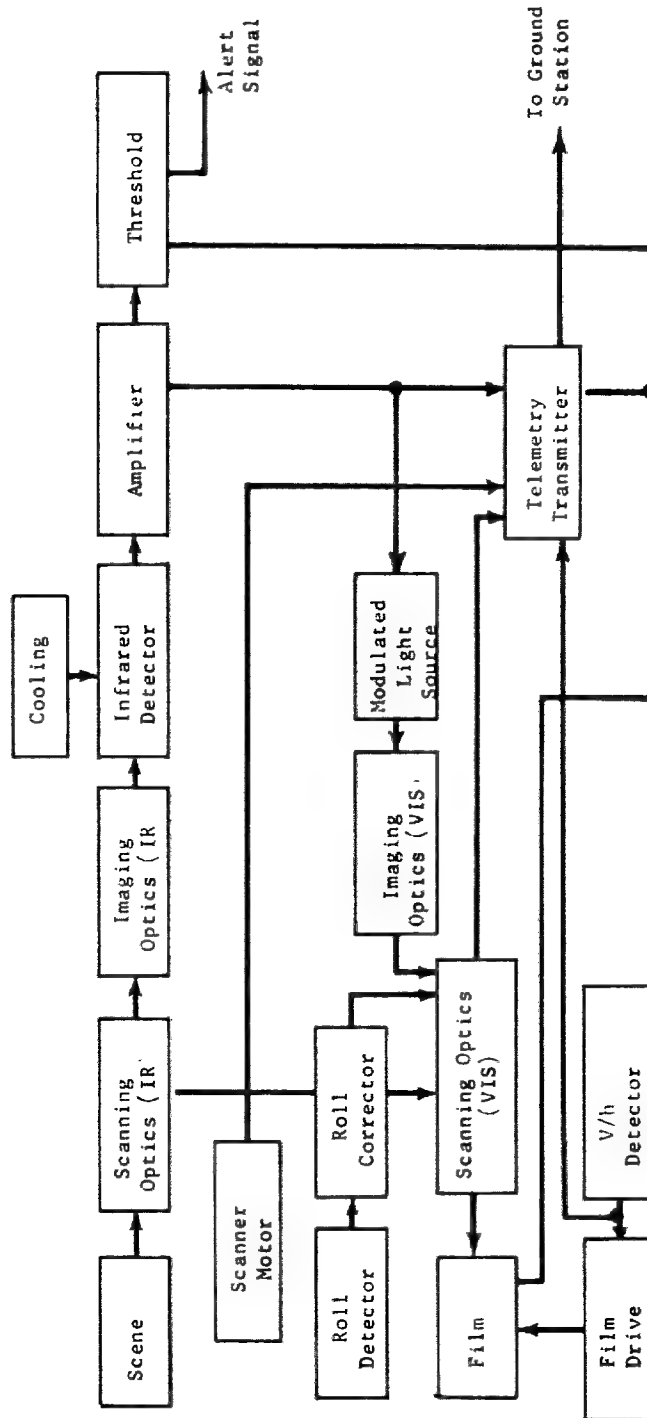 Scene
Scanning
Optics (IR
Imaging
Optics (IR
Infrared
Detector
Cooling
Amplifier
Threshold
Alert
Signal
Scanner
Motor
Roll
Detector
Roll
Corrector
Modulated
Light
Source
Imaging
Optics (VIS
Scanning Optics
(VIS)
Film
Film
Drive
V/h
Detector
Telemetry
Transmitter
To Ground
Station